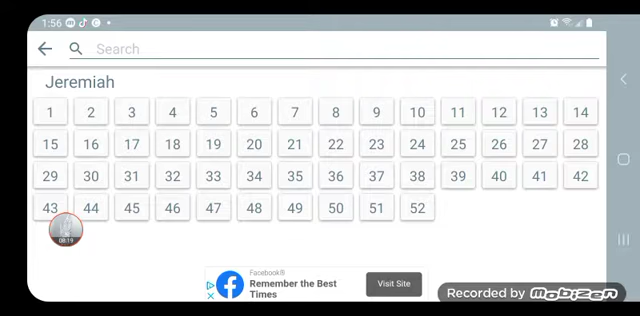 1:56
Search
Jeremiah
1 2 3 4 5 6 7 8 9 10 11 12 13 14
15 16 17 18 19 20 21 22 23 24 25 26 27 28
29 30 31 32 33 34 35 36 37 38 39 40 41 42
43 44 45 46 47 48 49 50 51 52
08:19
Facebook®
Remember the Best
Times
Visit Site
Recorded by mobizen